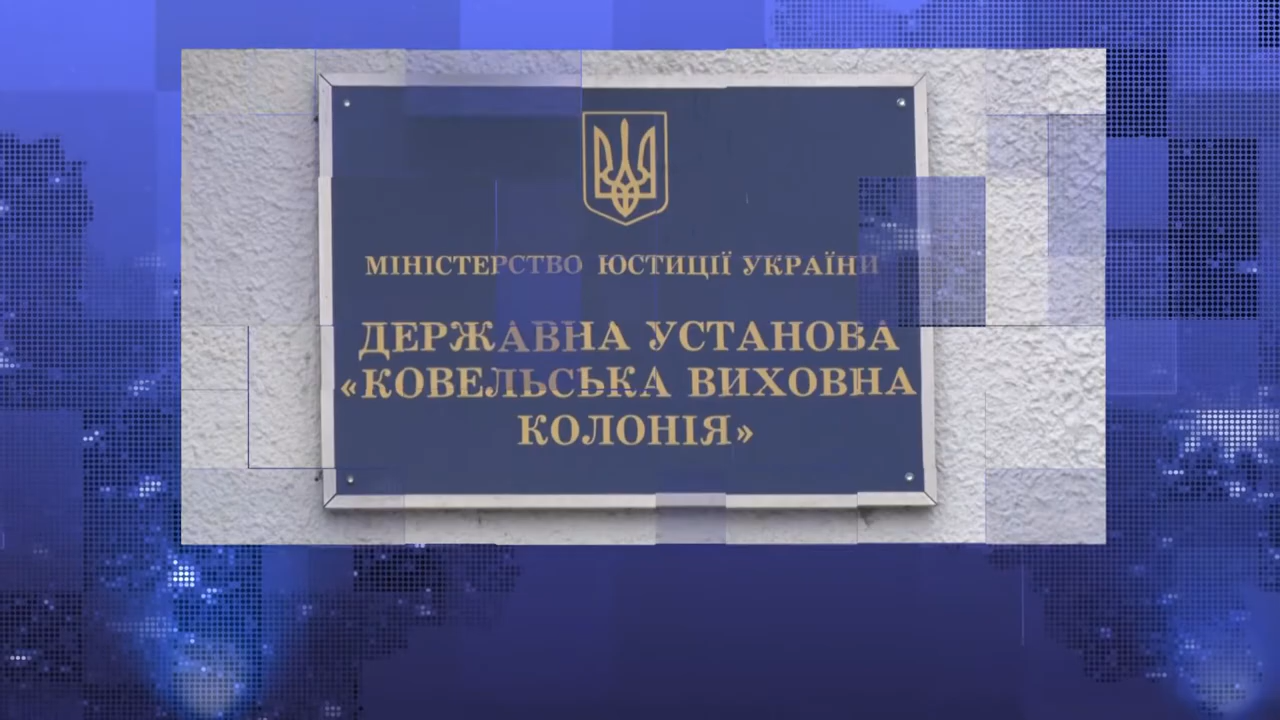 МІНІСТЕРСТВО ЮСТИЦІЇ УКРАЇНИ
ДЕРЖАВНА УСТАНОВА
«КОВЕЛЬСЬКА ВИХОВНА
КОЛОНІЯ»